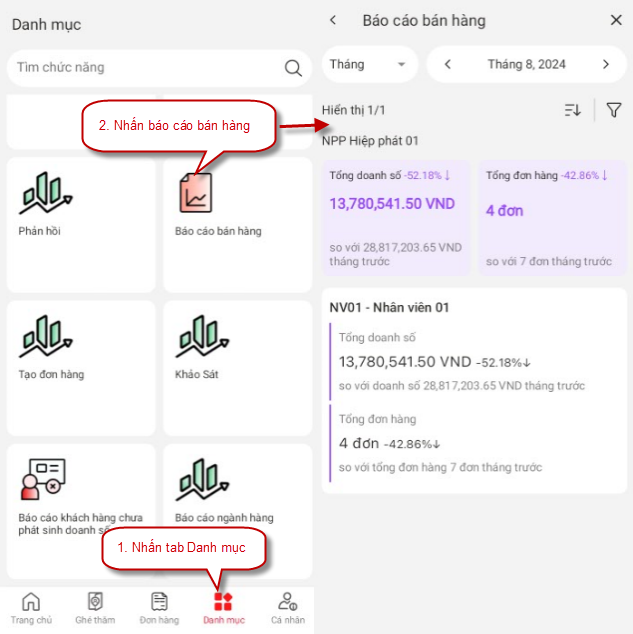 Danh mục
Tìm chức năng
2. Nhấn báo cáo bán hàng
Phản hồi
Báo cáo bán hàng
Tạo đơn hàng
Khảo Sát
Báo cáo khách hàng chưa
phát sinh doanh số
Báo cáo ngành hàng
1. Nhấn tab Danh mục
Trang chủ
Ghé thăm
Đơn hàng
Danh mục
Cá nhân
Báo cáo bán hàng
Tháng
Tháng 8, 2024
Hiển thị 1/1
NPP Hiệp phát 01
Tổng doanh số -52.18% ↓
13,780,541.50 VND
so với 28,817,203.65 VND
tháng trước
Tổng đơn hàng -42.86% ↓
4 đơn
so với 7 đơn tháng trước
NV01 - Nhân viên 01
Tổng doanh số
13,780,541.50 VND -52.18%↓
so với doanh số 28,817,203.65 VND tháng trước
Tổng đơn hàng
4 đơn -42.86%↓
so với tổng đơn hàng 7 đơn tháng trước